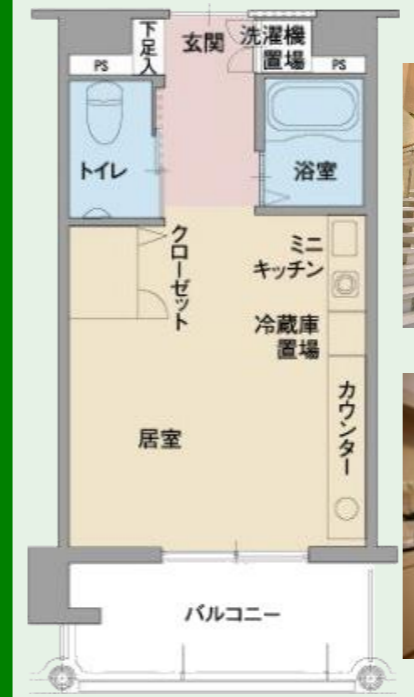 下足入
玄関
洗濯機
置場
PS
PS
トイレ
浴室
クローゼット
ミニ
キッチン
冷蔵庫
置場
カウンター
居室
バルコニー